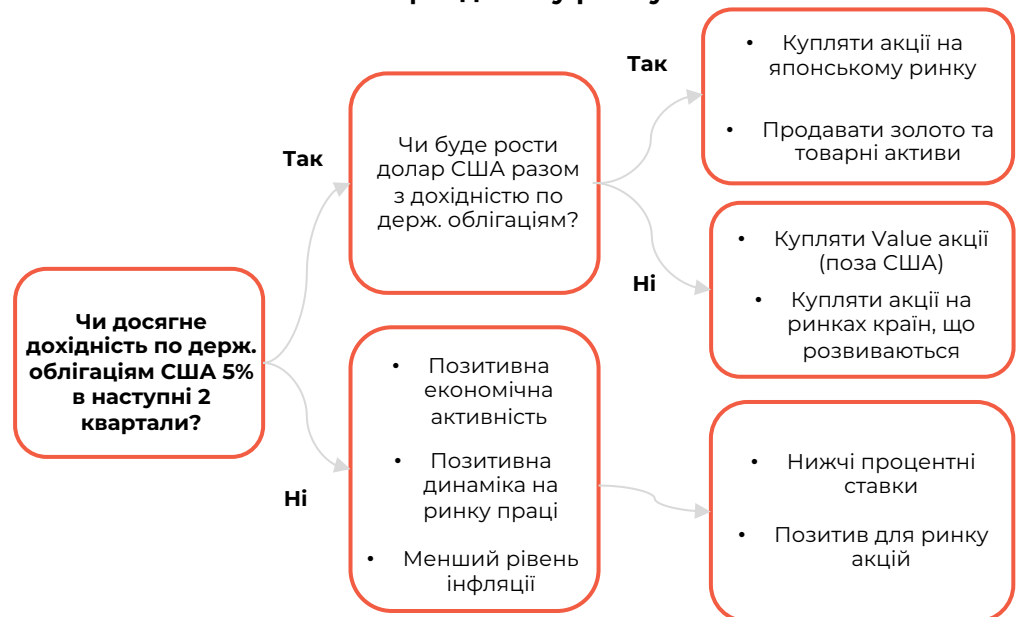 Так
• Купляти акції на
японському ринку
• Продавати золото та
товарні активи
Так
Чи буде рости
долар США разом
з дохідністю по
держ. облігаціям?
Ні
• Купляти Value акції
(поза США)
• Купляти акції на
ринках країн, що
розвиваються
Чи досягне
дохідність по держ.
облігаціям США 5%
в наступні 2
квартали?
Ні
• Позитивна
економічна
активність
• Позитивна
динаміка на
ринку праці
• Менший рівень
інфляції
• Нижчі процентні
ставки
• Позитив для ринку
акцій